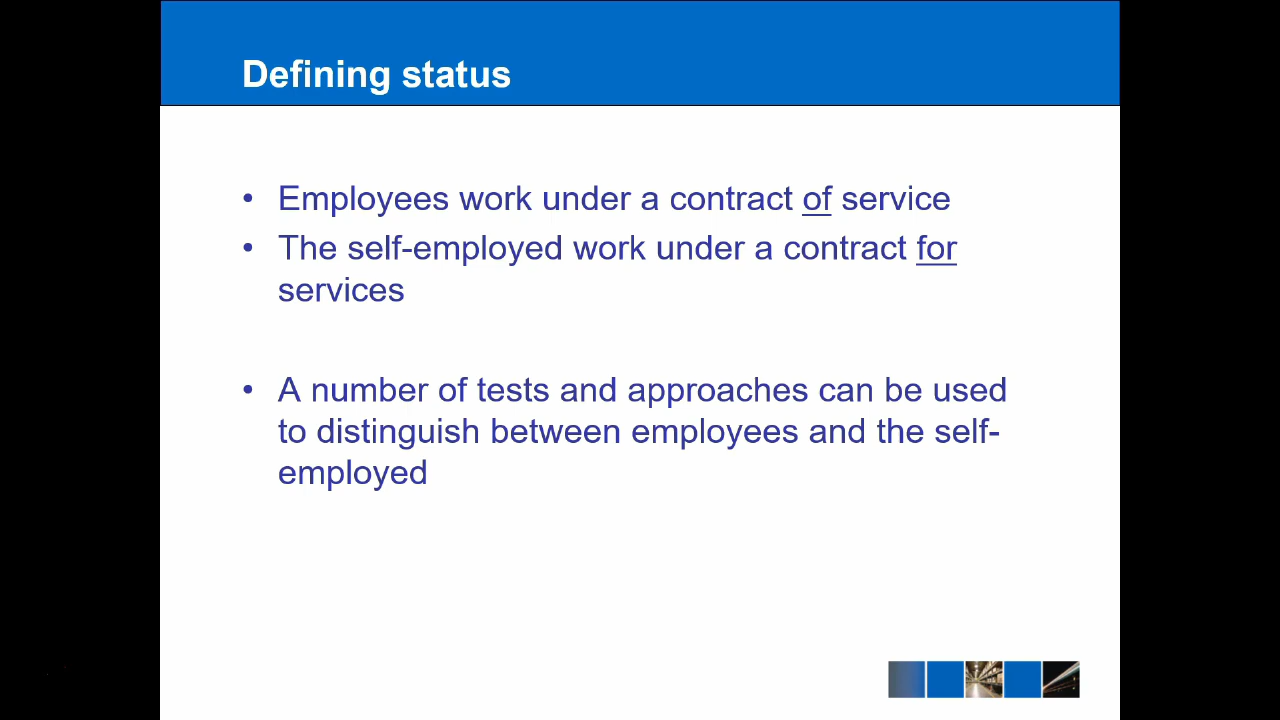 Defining status
• Employees work under a contract of service
• The self-employed work under a contract for
services
• A number of tests and approaches can be used
to distinguish between employees and the self-
employed